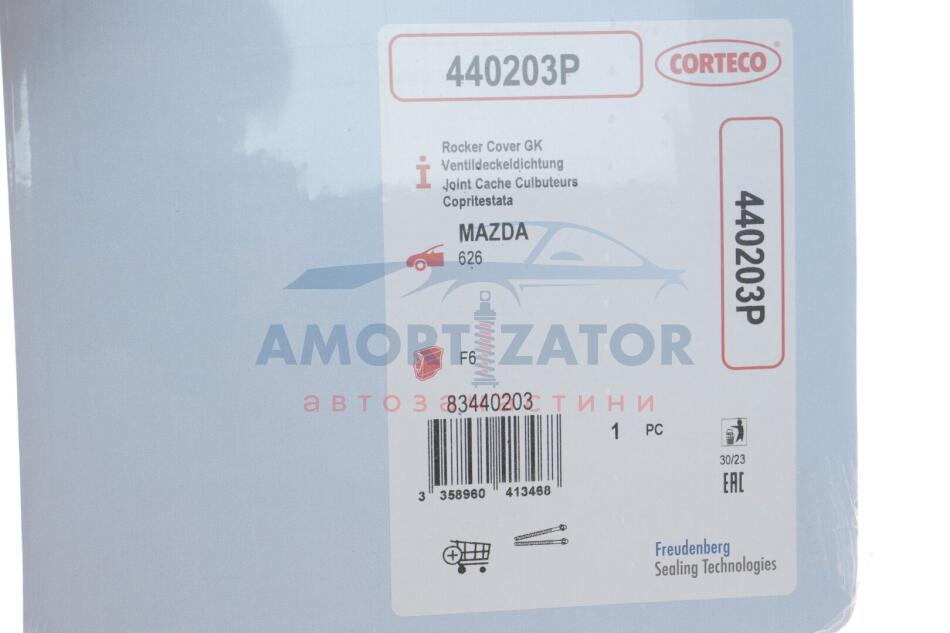 440203P
CORTECO
Rocker Cover GK
Ventildeckeldichtung
Joint Cache Culbuteurs
Copritestata
440203P
MAZDA
626
AMORTIZATOR
F6
автозапчастини
83440203
1 PC
3 358960 413468
30/23
EAC
Freudenberg
Sealing Technologies